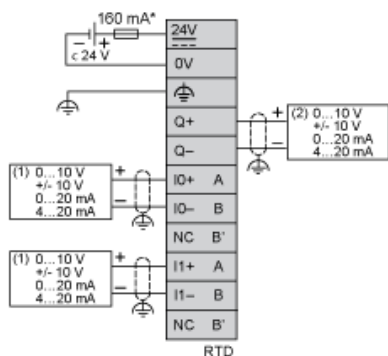 160 mA*
24V
− +
c 24 V
0V
Q+
Q−
+
−
(2) 0...10 V
+/− 10 V
0...20 mA
4...20 mA
(1) 0...10 V
+/− 10 V
0...20 mA
4...20 mA
+
−
I0+ A
I0− B
NC B'
(1) 0...10 V
+/− 10 V
0...20 mA
4...20 mA
+
−
I1+ A
I1− B
NC B'
RTD